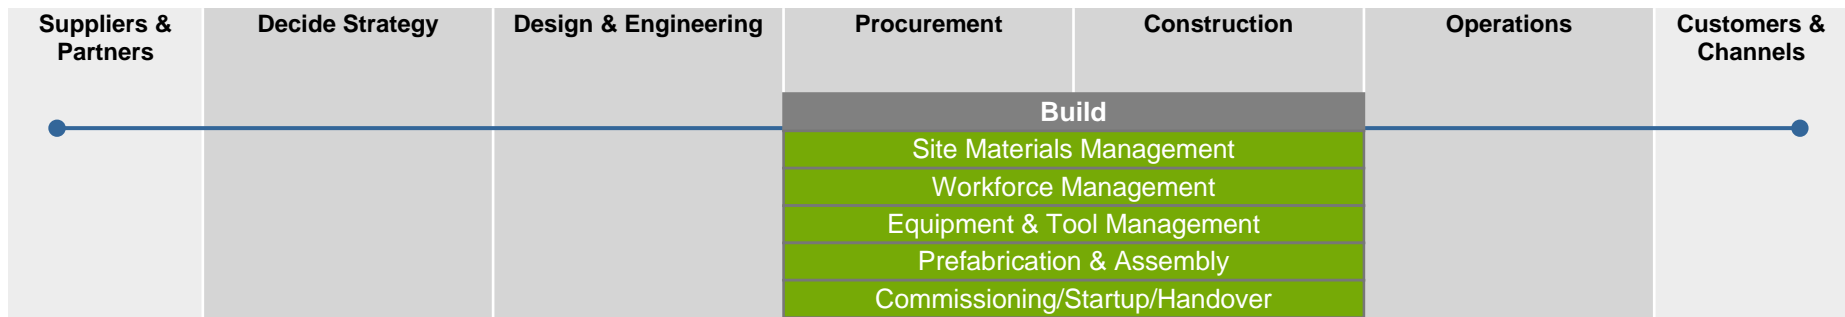 Suppliers &
Partners
Decide Strategy
Design & Engineering
Procurement
Construction
Operations
Customers &
Channels
Build
Site Materials Management
Workforce Management
Equipment & Tool Management
Prefabrication & Assembly
Commissioning/Startup/Handover